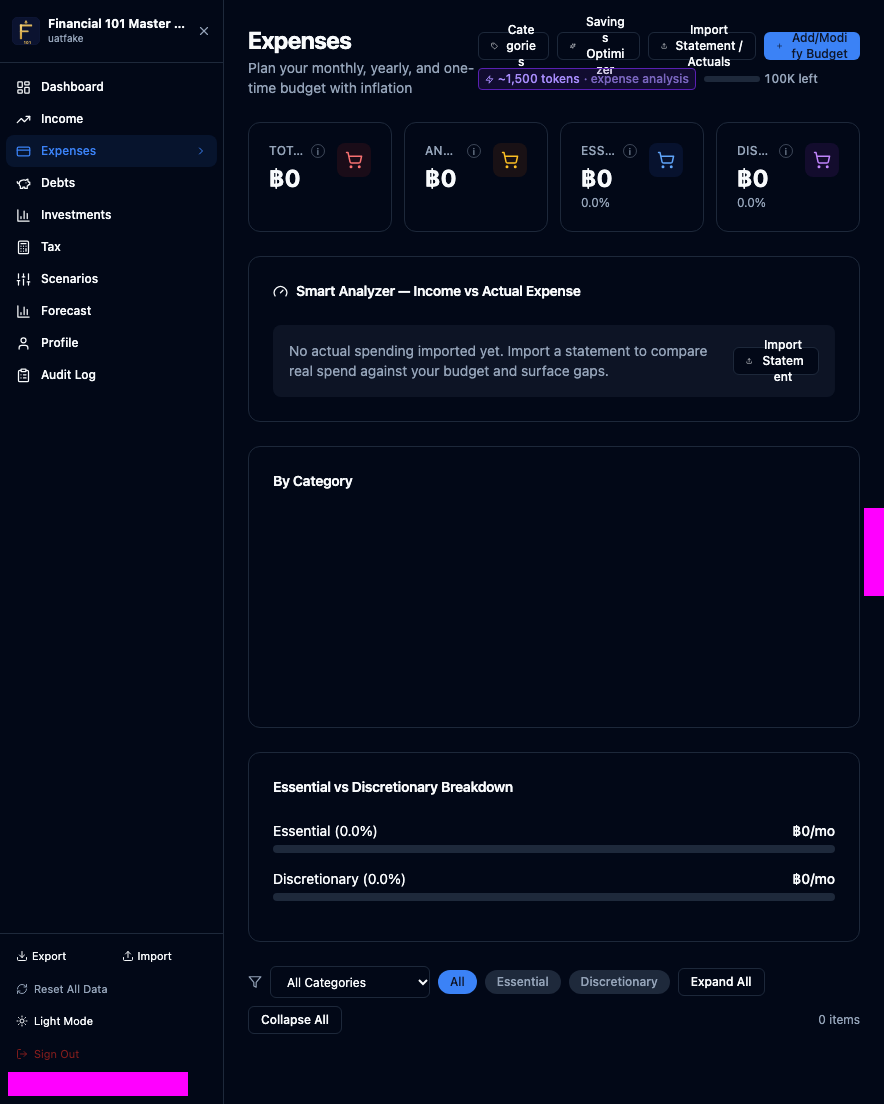 Financial 101 Master ...
uatfake
Dashboard
Income
Expenses
Debts
Investments
Tax
Scenarios
Forecast
Profile
Audit Log
Export
Import
Reset All Data
Light Mode
Sign Out
Expenses
Plan your monthly, yearly, and one-
time budget with inflation
Cate
gorie
s
Saving
s
Optimi
zer
Import
Statement /
Actuals
Add/Modi
fy Budget
~1,500 tokens · expense analysis
100K left
TOT...
฿0
AN...
฿0
ESS...
฿0
0.0%
DIS...
฿0
0.0%
Smart Analyzer — Income vs Actual Expense
No actual spending imported yet. Import a statement to compare
real spend against your budget and surface gaps.
Import
Statem
ent
By Category
Essential vs Discretionary Breakdown
Essential (0.0%) ฿0/mo
Discretionary (0.0%) ฿0/mo
All Categories All Essential Discretionary Expand All
Collapse All 0 items